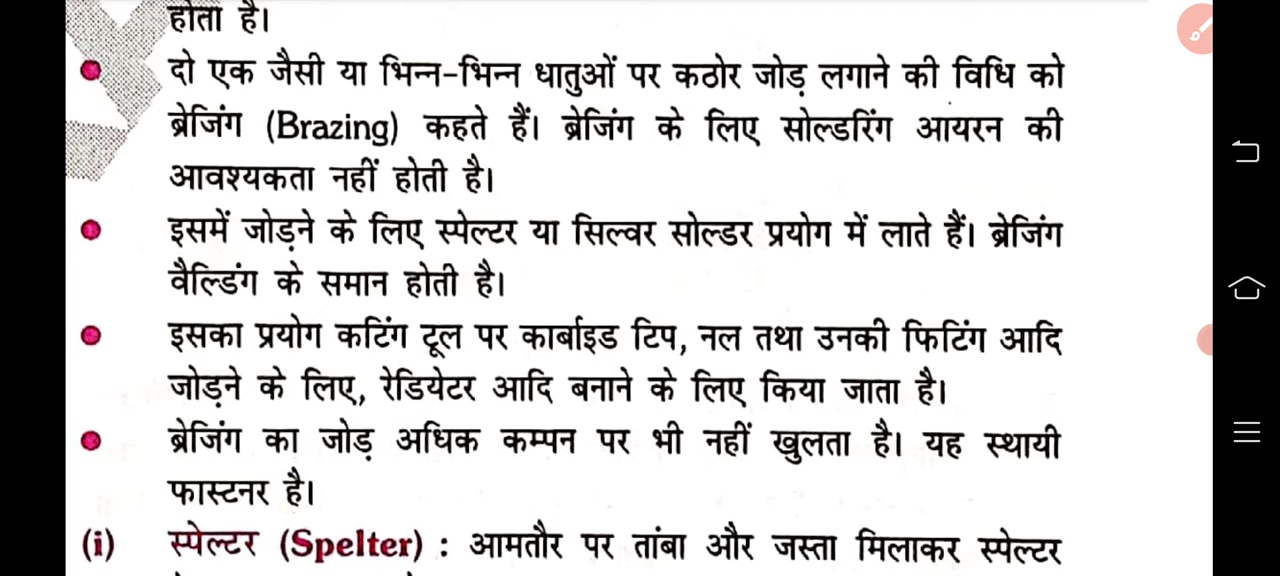 होता है।
दो एक जैसी या भिन्न-भिन्न धातुओं पर कठोर जोड़ लगाने की विधि को
ब्रेजिंग (Brazing) कहते हैं। ब्रेजिंग के लिए सोल्डरिंग आयरन की
आवश्यकता नहीं होती है।
इसमें जोड़ने के लिए स्पेल्टर या सिल्वर सोल्डर प्रयोग में लाते हैं। ब्रेजिंग
वैल्डिंग के समान होती है।
इसका प्रयोग कटिंग टूल पर कार्बाइड टिप, नल तथा उनकी फिटिंग आदि
जोड़ने के लिए, रेडियेटर आदि बनाने के लिए किया जाता है।
ब्रेजिंग का जोड़ अधिक कम्पन पर भी नहीं खुलता है। यह स्थायी
फास्टनर है।
(i) स्पेल्टर (Spelter) : आमतौर पर तांबा और जस्ता मिलाकर स्पेल्टर